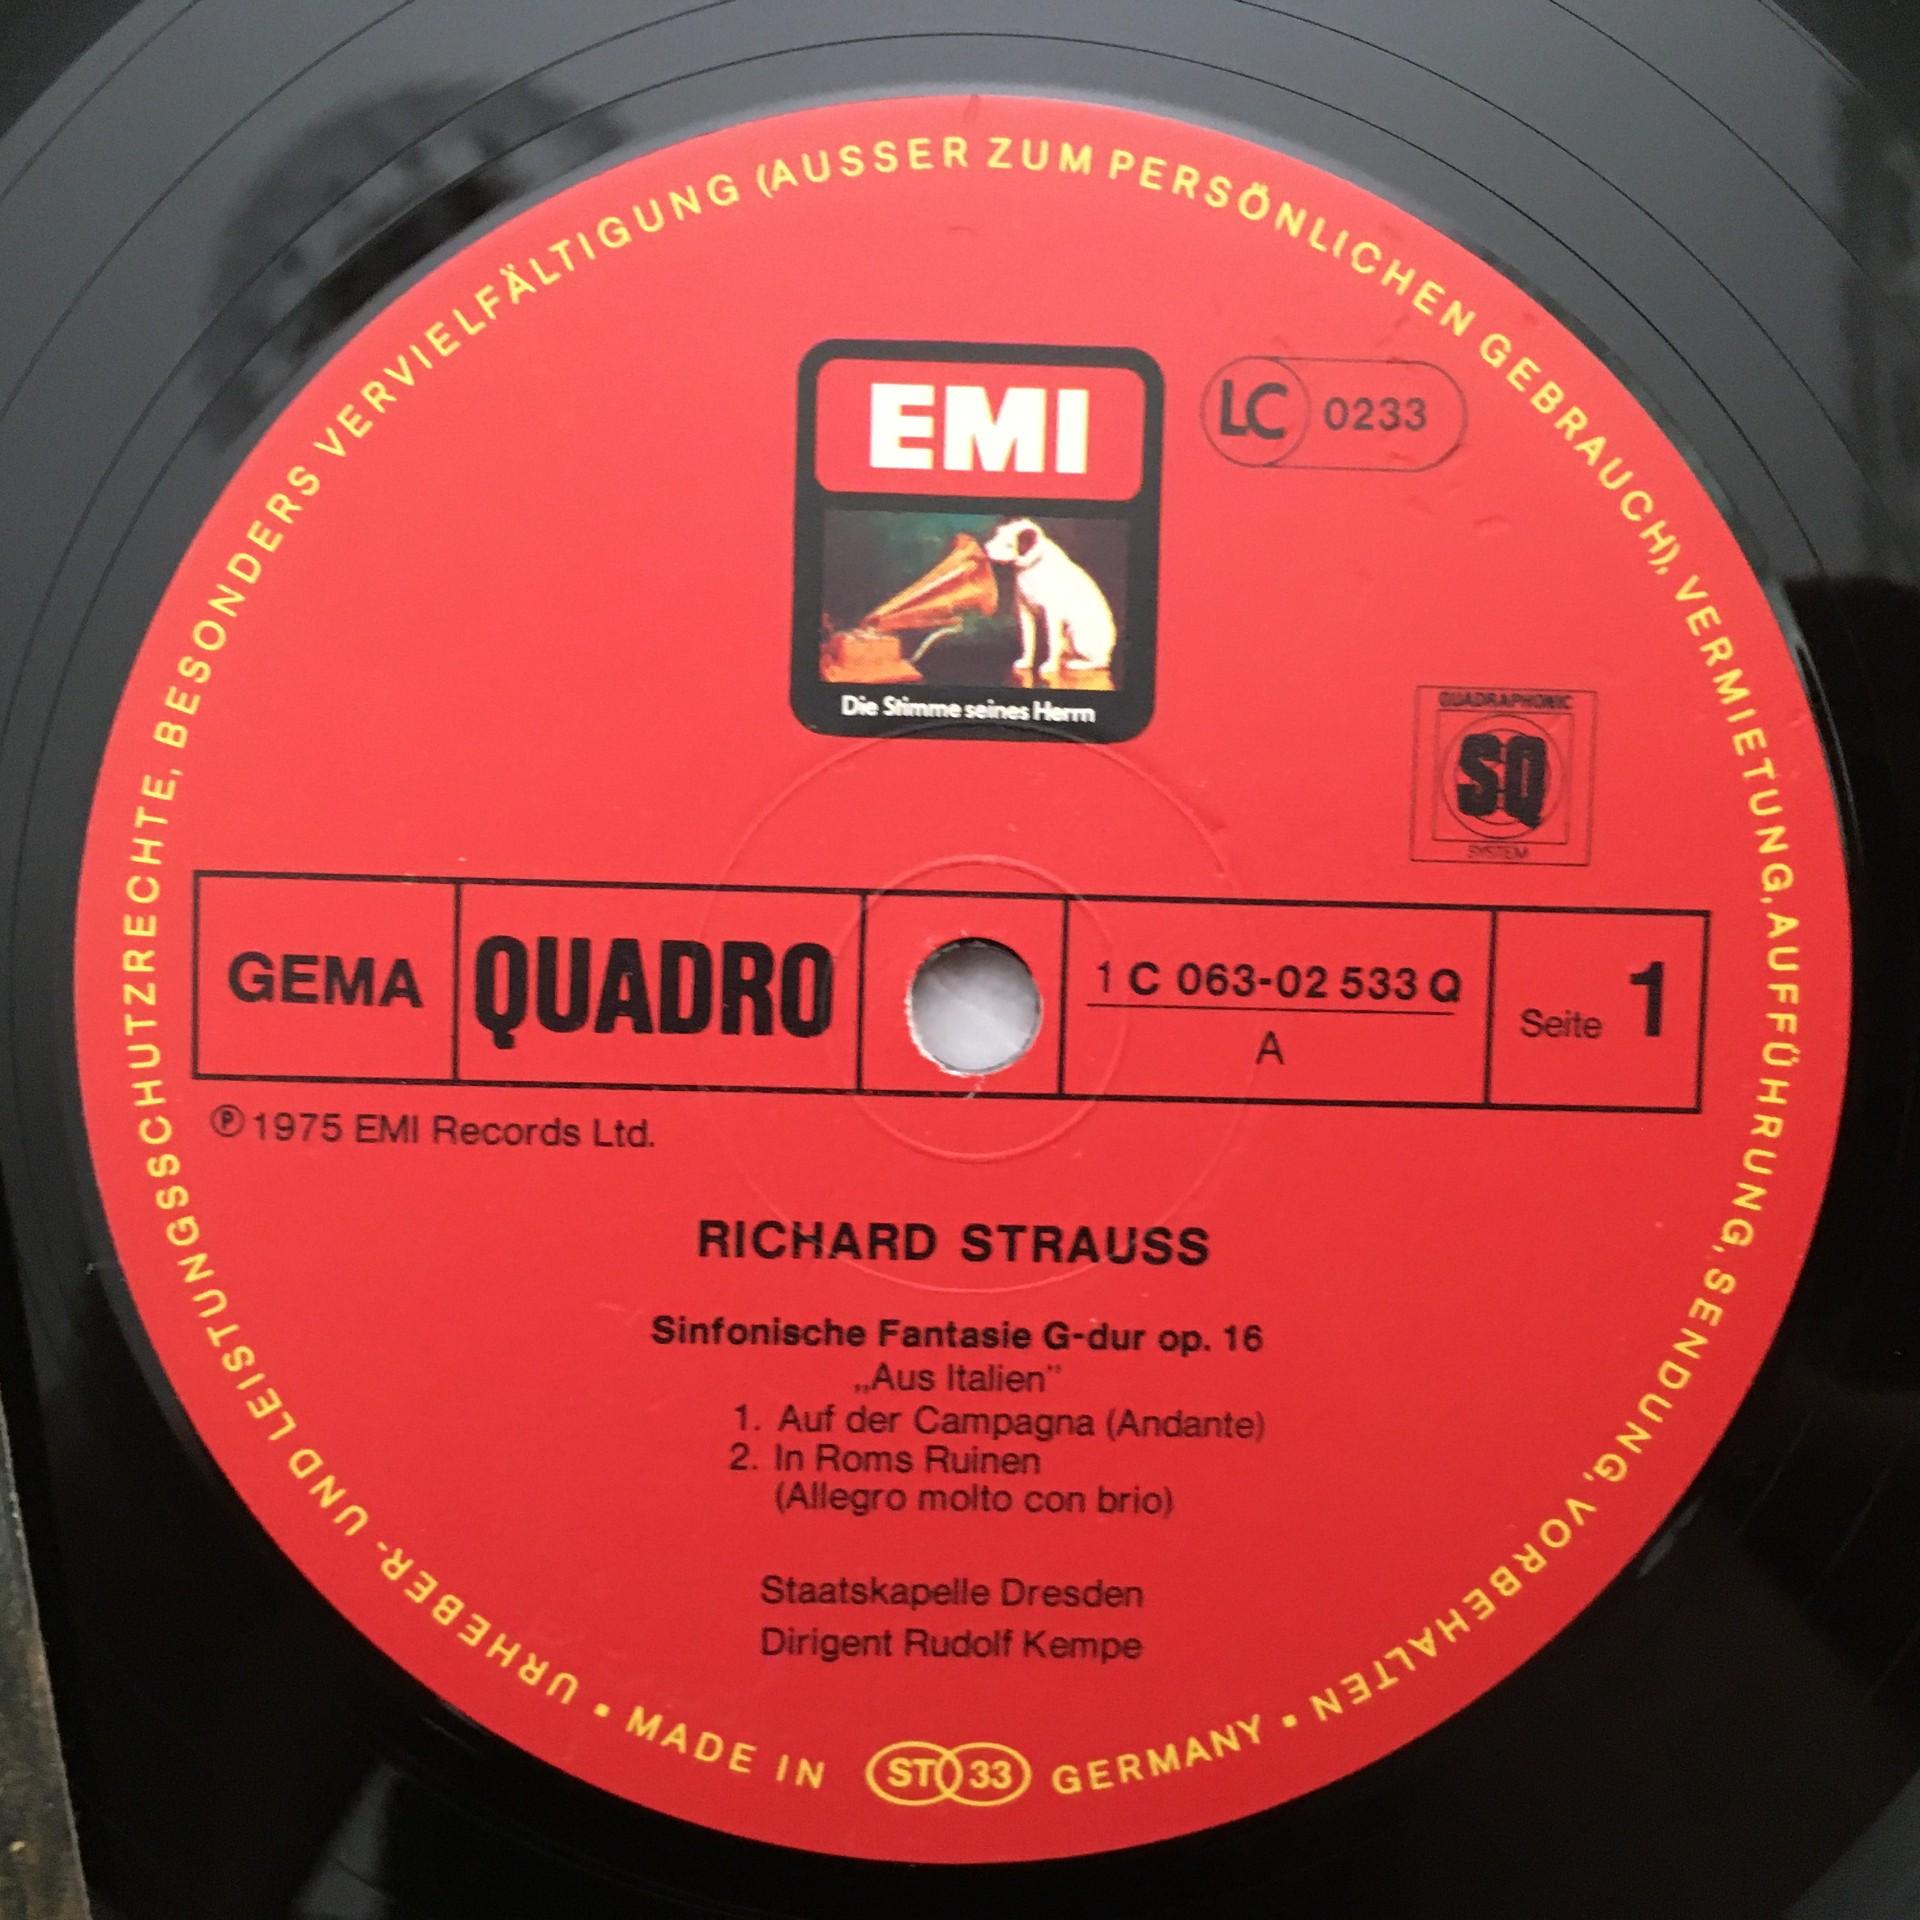 URHEBER- UND LEISTUNGSSCHUTZRECHTE, BESONDERS VERVIELFÄLTIGUNG (AUSSER ZUM PERSÖNLICHEN GEBRAUCH), VERMIETUNG, AUFFÜHRUNG, SENDUNG, VORBEHALTEN
EMI
LC 0233
Die Stimme seines Herrn
QUADRAPHONIC
SQ
SYSTEM
GEMA
QUADRO
1 C 063-02 533 Q
A
Seite 1
℗ 1975 EMI Records Ltd.
RICHARD STRAUSS
Sinfonische Fantasie G-dur op. 16
„Aus Italien”
1. Auf der Campagna (Andante)
2. In Roms Ruinen
(Allegro molto con brio)
Staatskapelle Dresden
Dirigent Rudolf Kempe
• MADE IN ST 33 GERMANY •